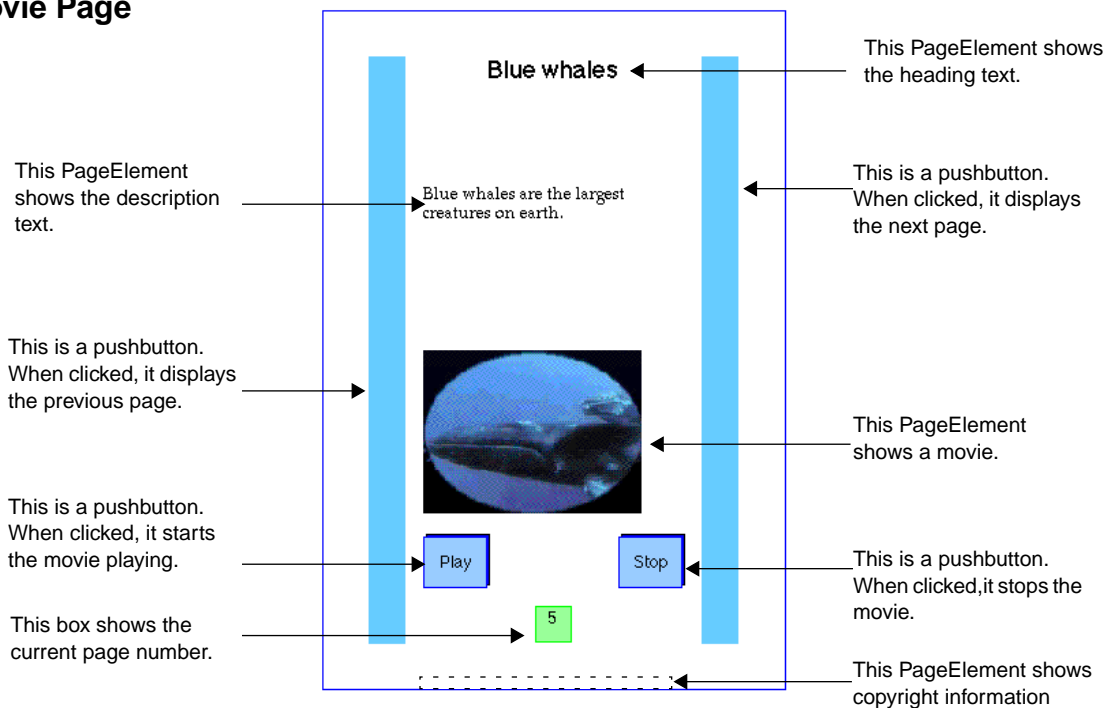 ovie Page
Blue whales
This PageElement shows
the heading text.
This PageElement
shows the description
text.
Blue whales are the largest
creatures on earth.
This is a pushbutton.
When clicked, it displays
the next page.
This is a pushbutton.
When clicked, it displays
the previous page.
This PageElement
shows a movie.
This is a pushbutton.
When clicked, it starts
the movie playing.
Play
Stop
This is a pushbutton.
When clicked,it stops the
movie.
This box shows the
current page number.
5
This PageElement shows
copyright information